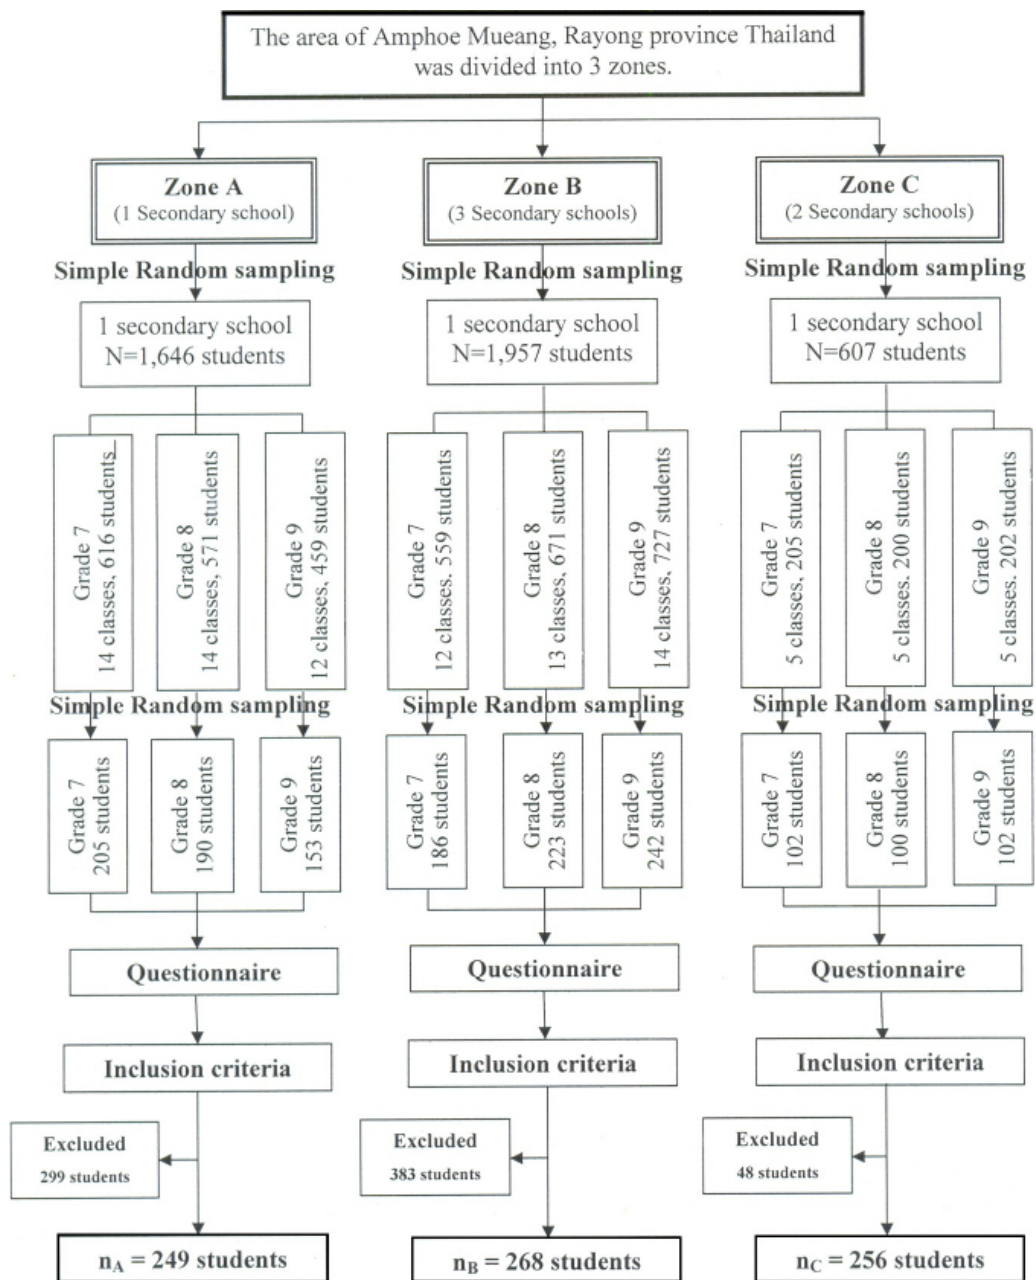 The area of Amphoe Mueang, Rayong province Thailand
was divided into 3 zones.
Zone A
(1 Secondary school)
Zone B
(3 Secondary schools)
Zone C
(2 Secondary schools)
Simple Random sampling
Simple Random sampling
Simple Random sampling
1 secondary school
N=1,646 students
1 secondary school
N=1,957 students
1 secondary school
N=607 students
Grade 7
14 classes, 616 students
Grade 8
14 classes, 571 students
Grade 9
12 classes, 459 students
Grade 7
12 classes, 559 students
Grade 8
13 classes, 671 students
Grade 9
14 classes, 727 students
Grade 7
5 classes, 205 students
Grade 8
5 classes, 200 students
Grade 9
5 classes, 202 students
Simple Random sampling
Simple Random sampling
Simple Random sampling
Grade 7
205 students
Grade 8
190 students
Grade 9
153 students
Grade 7
186 students
Grade 8
223 students
Grade 9
242 students
Grade 7
102 students
Grade 8
100 students
Grade 9
102 students
Questionnaire
Questionnaire
Questionnaire
Inclusion criteria
Inclusion criteria
Inclusion criteria
Excluded
299 students
Excluded
383 students
Excluded
48 students
nA = 249 students
nB = 268 students
nC = 256 students